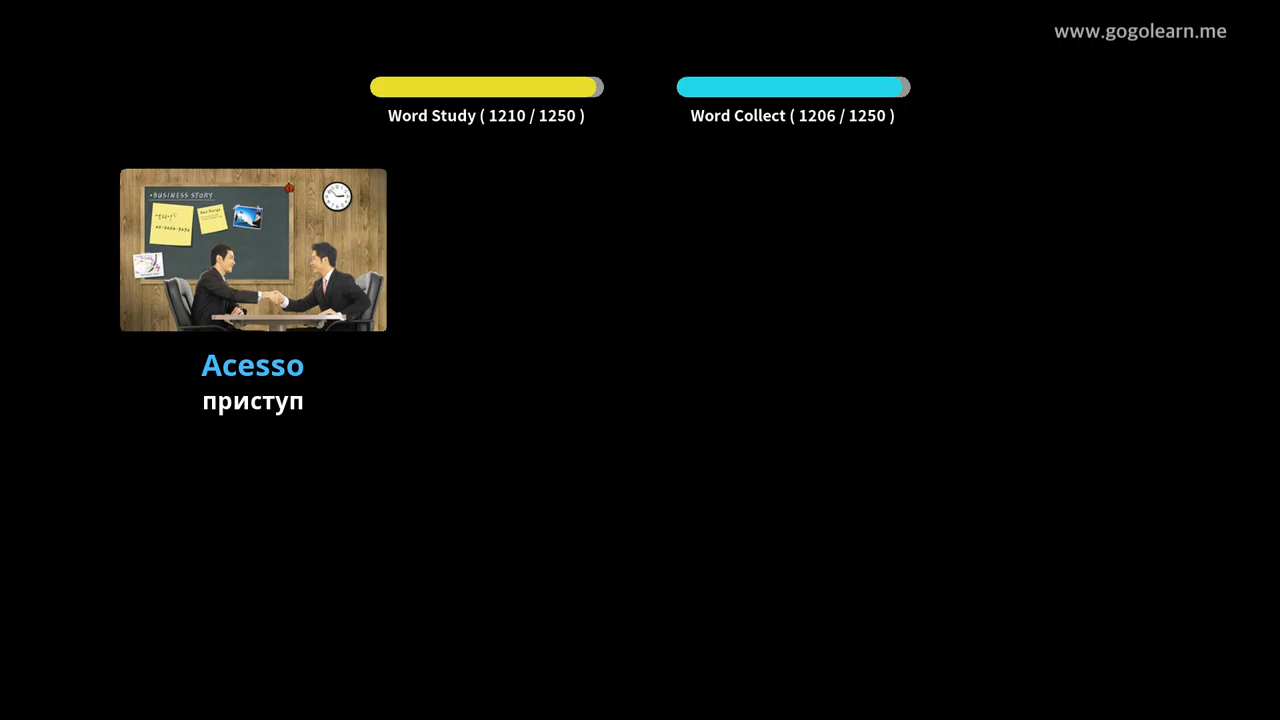 www.gogolearn.me
Word Study ( 1210 / 1250 )
Word Collect ( 1206 / 1250 )
BUSINESS STORY
Acesso
приступ